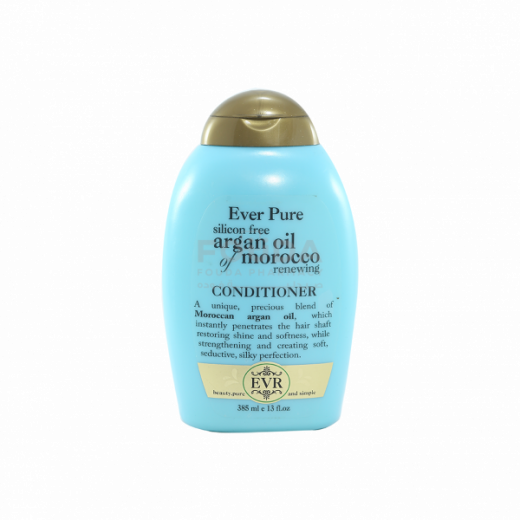 Ever Pure
silicon free
argan oil
of morocco
renewing
CONDITIONER
A unique, precious blend of
Moroccan argan oil, which
instantly penetrates the hair shaft
restoring shine and softness, while
strengthening and creating soft,
seductive, silky perfection.
EVR
beauty,pure and simple
385 ml e 13 fl.oz